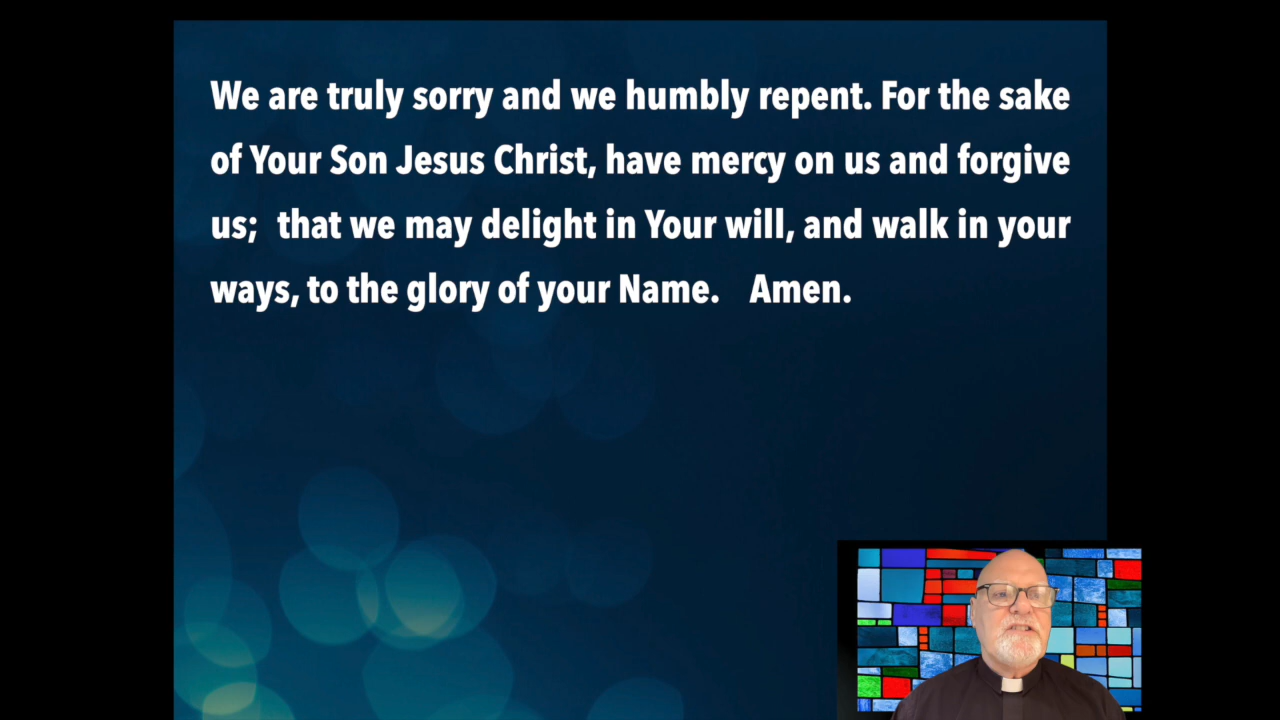 We are truly sorry and we humbly repent. For the sake
of Your Son Jesus Christ, have mercy on us and forgive
us;  that we may delight in Your will, and walk in your
ways, to the glory of your Name.    Amen.